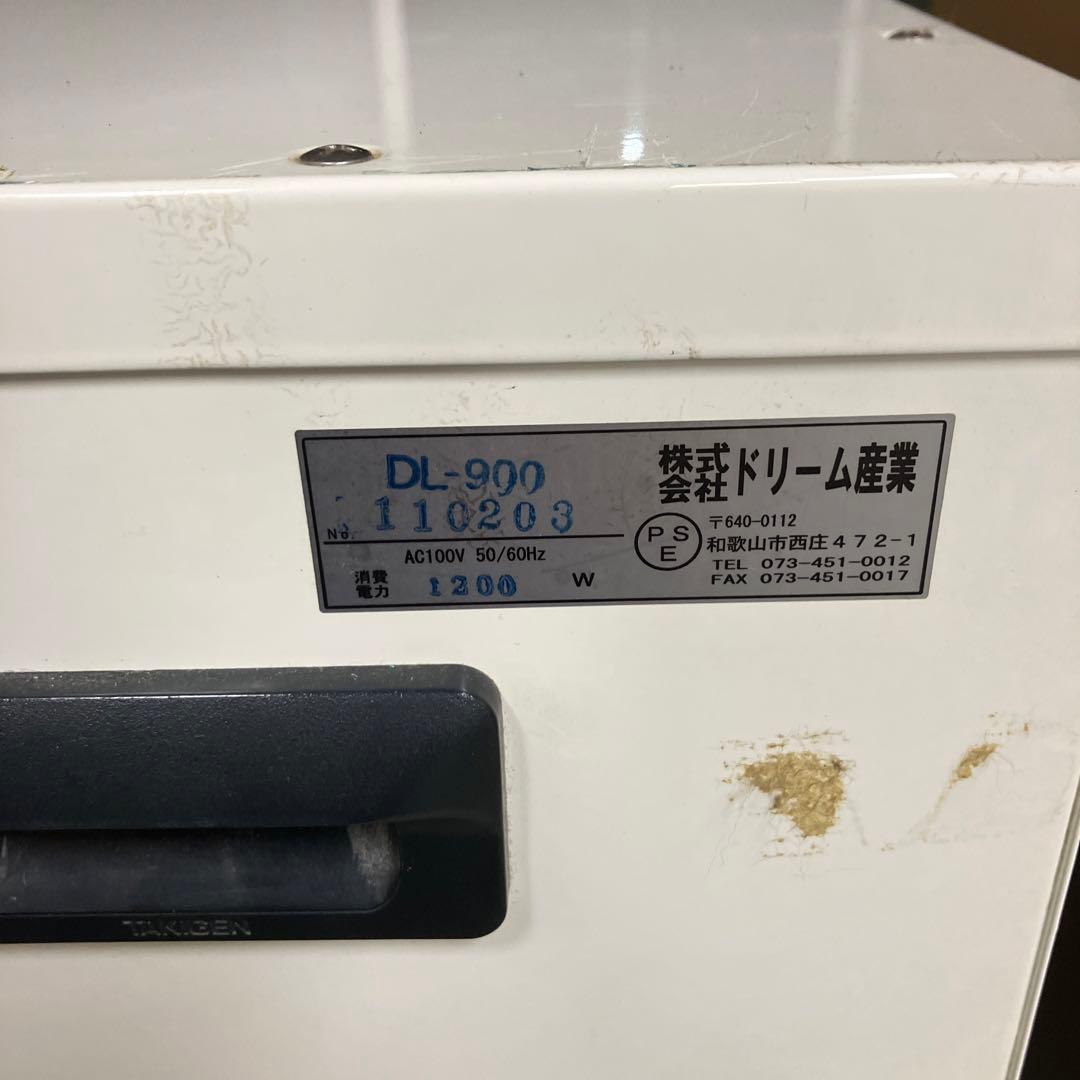 DL-900
No. 110203
AC100V 50/60Hz
消費電力 1200 W
株式会社ドリーム産業
PSE
〒640-0112
和歌山市西庄472-1
TEL 073-451-0012
FAX 073-451-0017
TAKIGEN